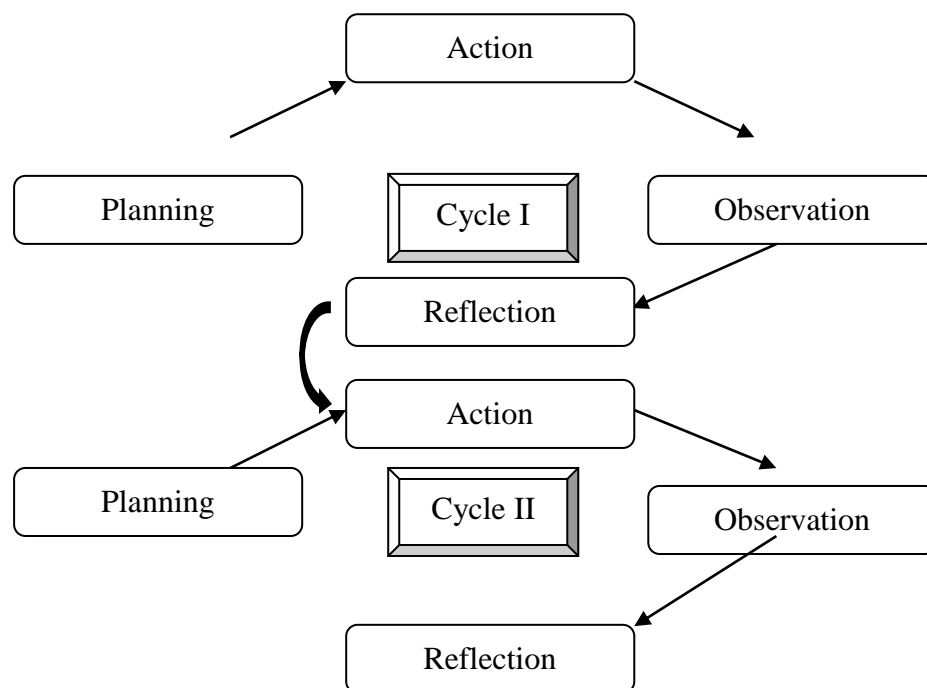 Action
Planning
Cycle I
Observation
Reflection
Action
Planning
Cycle II
Observation
Reflection